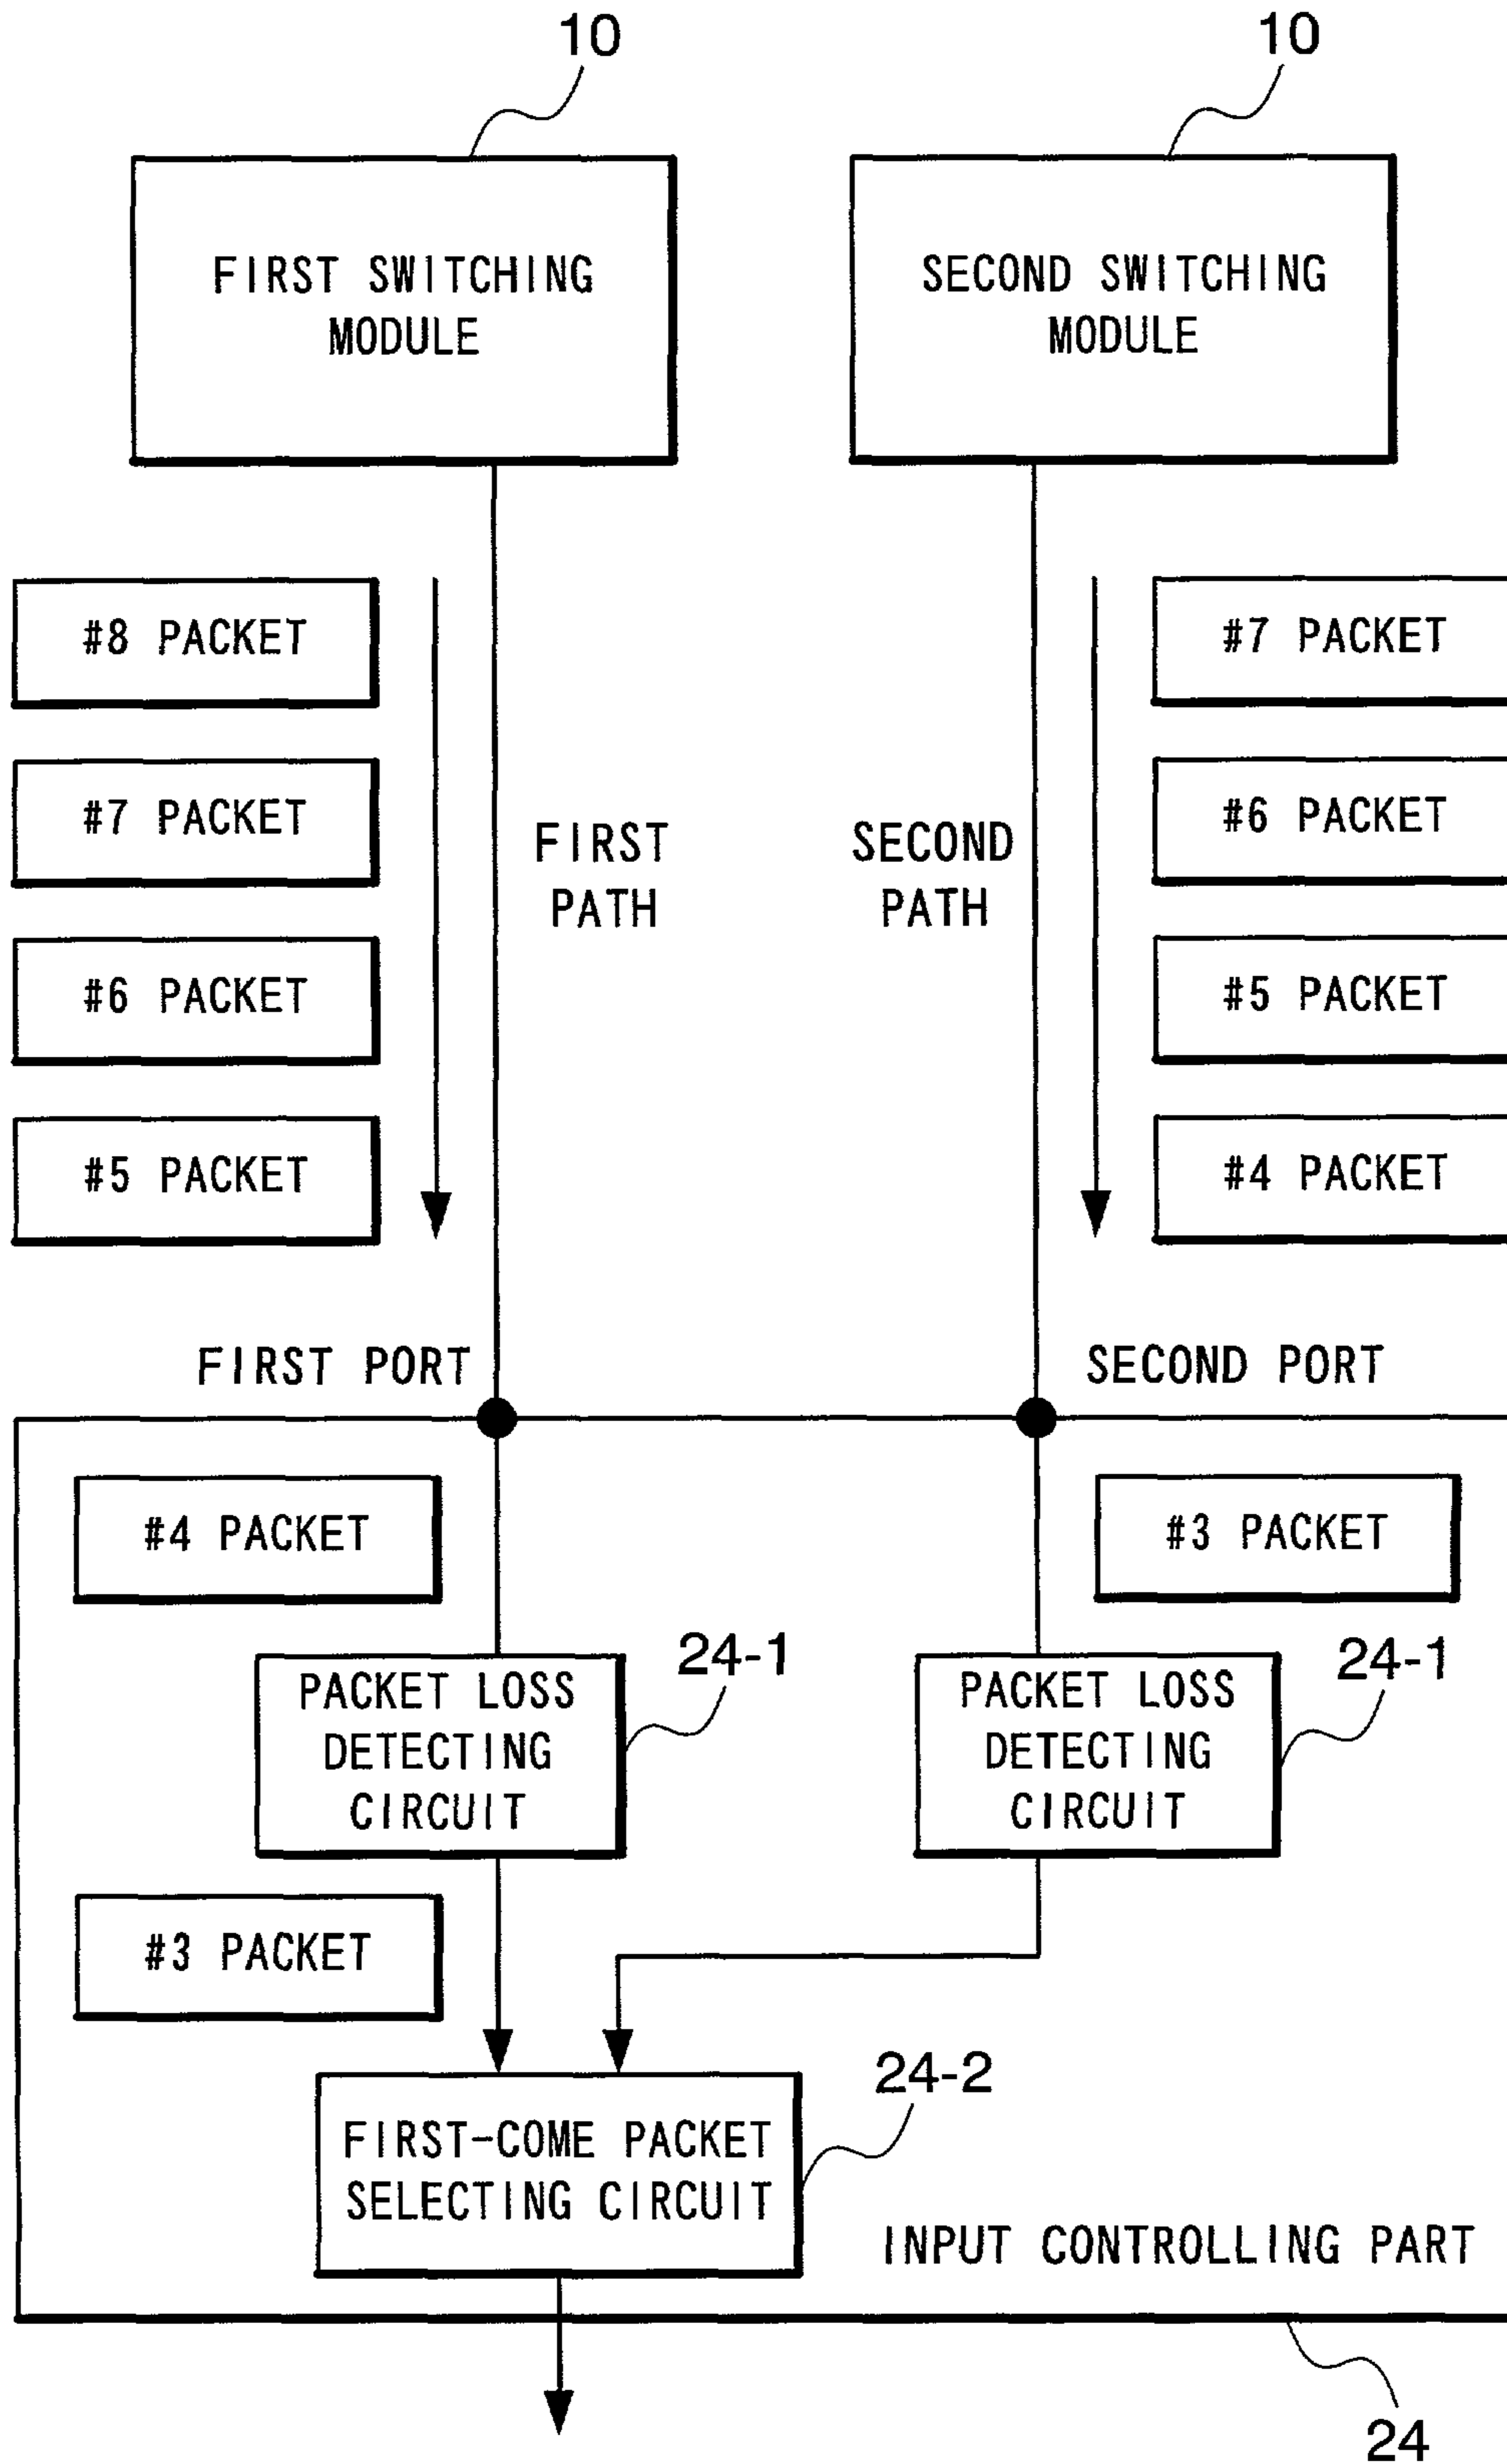 10
10
FIRST SWITCHING
MODULE
SECOND SWITCHING
MODULE
#8 PACKET
#7 PACKET
#7 PACKET
#6 PACKET
FIRST
PATH
SECOND
PATH
#6 PACKET
#5 PACKET
#5 PACKET
#4 PACKET
FIRST PORT
SECOND PORT
#4 PACKET
#3 PACKET
24-1
24-1
PACKET LOSS
DETECTING
CIRCUIT
PACKET LOSS
DETECTING
CIRCUIT
#3 PACKET
24-2
FIRST-COME PACKET
SELECTING CIRCUIT
INPUT CONTROLLING PART
24